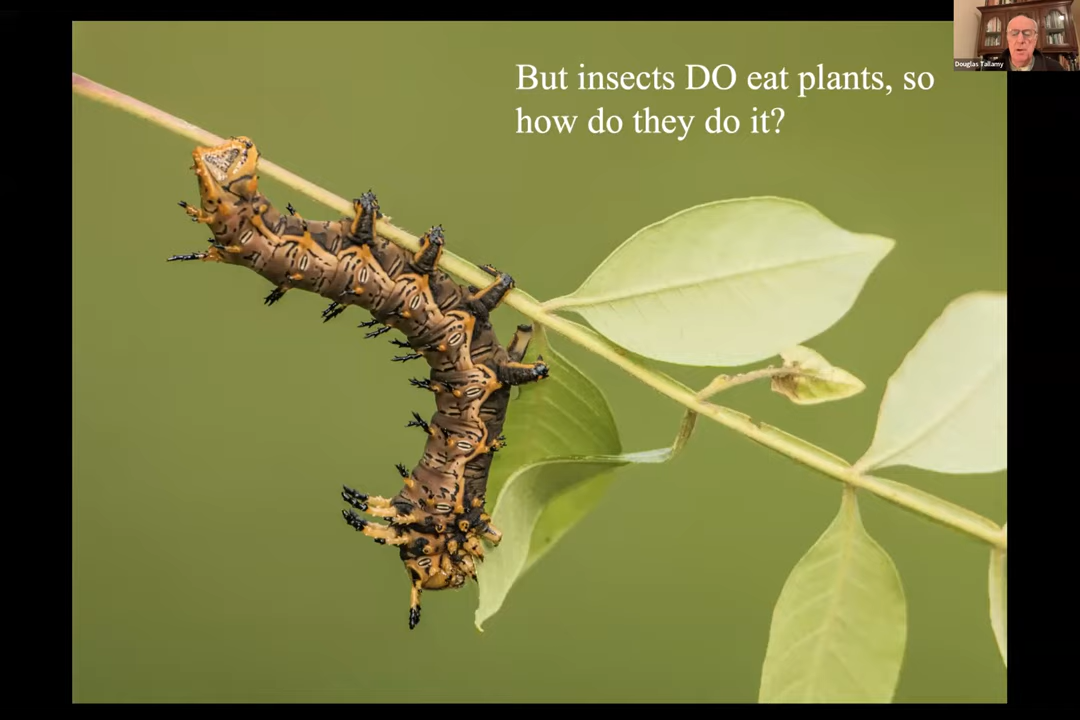 Douglas Tallamy
But insects DO eat plants, so
how do they do it?